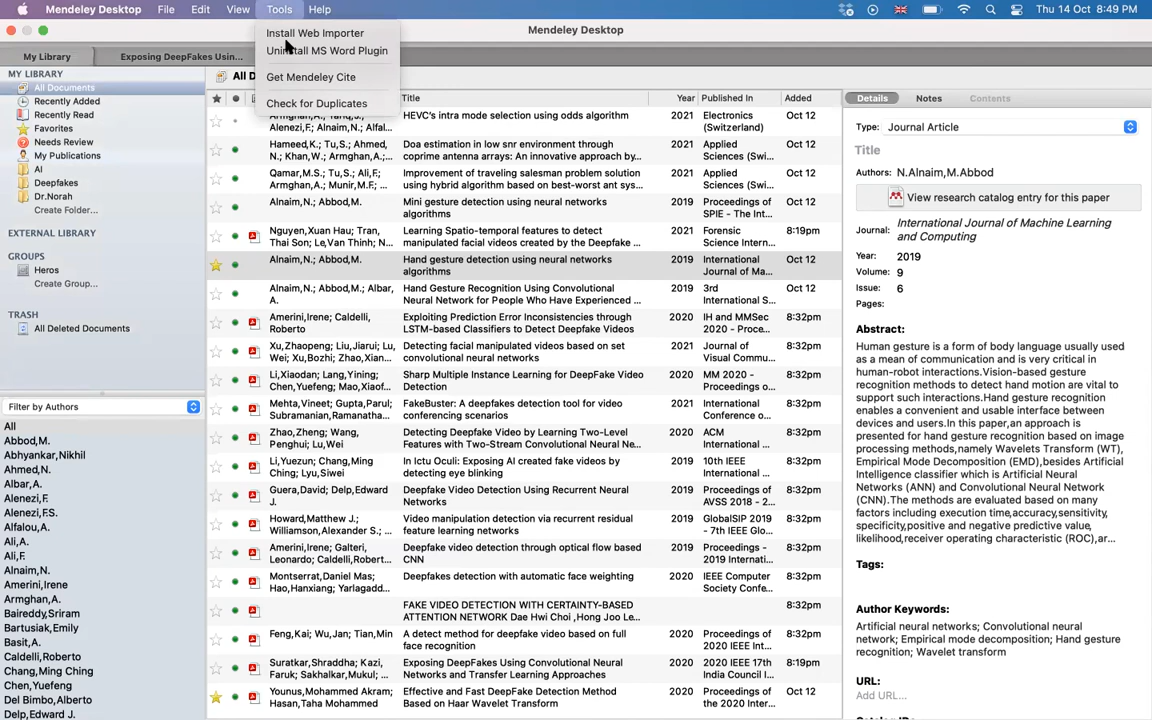 Mendeley Desktop File Edit View Tools Help Thu 14 Oct 8:49 PM
Mendeley Desktop
My Library Exposing DeepFakes Usin...
Install Web Importer
Uninstall MS Word Plugin
Get Mendeley Cite
Check for Duplicates
MY LIBRARY
All Documents
Recently Added
Recently Read
Favorites
Needs Review
My Publications
AI
Deepfakes
Dr.Norah
Create Folder...
EXTERNAL LIBRARY
GROUPS
Heros
Create Group...
TRASH
All Deleted Documents
Filter by Authors
All
Abbod,M.
Abhyankar,Nikhil
Ahmed,N.
Albar,A.
Alenezi,F.
Alenezi,F.S.
Alfalou,A.
Ali,A.
Ali,F.
Alnaim,N.
Amerini,Irene
Armghan,A.
Baireddy,Sriram
Bartusiak,Emily
Basit,A.
Caldelli,Roberto
Chang,Ming Ching
Chen,Yuefeng
Del Bimbo,Alberto
Delp,Edward J.
All D
Title Year Published In Added
Armghan,A.; Ali,F.; HEVC's intra mode selection using odds algorithm 2021 Electronics Oct 12
Alenezi,F.; Alnaim,N.; Alfal... (Switzerland)
Hameed,K.; Tu,S.; Ahmed, Doa estimation in low snr environment through 2021 Applied Oct 12
N.; Khan,W.; Armghan,A.;... coprime antenna arrays: An innovative approach by... Sciences (Swi...
Qamar,M.S.; Tu,S.; Ali,F.; Improvement of traveling salesman problem solution 2021 Applied Oct 12
Armghan,A.; Munir,M.F.; ... using hybrid algorithm based on best-worst ant sys... Sciences (Swi...
Alnaim,N.; Abbod,M. Mini gesture detection using neural networks 2019 Proceedings of Oct 12
algorithms SPIE - The Int...
Nguyen,Xuan Hau; Tran, Learning Spatio-temporal features to detect 2021 Forensic 8:19pm
Thai Son; Le,Van Thinh; N... manipulated facial videos created by the Deepfake ... Science Intern...
Alnaim,N.; Abbod,M. Hand gesture detection using neural networks 2019 International Oct 12
algorithms Journal of Ma...
Alnaim,N.; Abbod,M.; Albar, Hand Gesture Recognition Using Convolutional 2019 3rd Oct 12
A. Neural Network for People Who Have Experienced ... International S...
Amerini,Irene; Caldelli, Exploiting Prediction Error Inconsistencies through 2020 IH and MMSec 8:32pm
Roberto LSTM-based Classifiers to Detect Deepfake Videos 2020 - Proce...
Xu,Zhaopeng; Liu,Jiarui; Lu, Detecting facial manipulated videos based on set 2021 Journal of 8:32pm
Wei; Xu,Bozhi; Zhao,Xian... convolutional neural networks Visual Commu...
Li,Xiaodan; Lang,Yining; Sharp Multiple Instance Learning for DeepFake Video 2020 MM 2020 - 8:32pm
Chen,Yuefeng; Mao,Xiaof... Detection Proceedings o...
Mehta,Vineet; Gupta,Parul; FakeBuster: A deepfakes detection tool for video 2021 International 8:32pm
Subramanian,Ramanatha... conferencing scenarios Conference o...
Zhao,Zheng; Wang, Detecting Deepfake Video by Learning Two-Level 2020 ACM 8:32pm
Penghui; Lu,Wei Features with Two-Stream Convolutional Neural Ne... International ...
Li,Yuezun; Chang,Ming In Ictu Oculi: Exposing AI created fake videos by 2019 10th IEEE 8:32pm
Ching; Lyu,Siwei detecting eye blinking International ...
Guera,David; Delp,Edward Deepfake Video Detection Using Recurrent Neural 2019 Proceedings of 8:32pm
J. Networks AVSS 2018 - 2...
Howard,Matthew J.; Video manipulation detection via recurrent residual 2019 GlobalSIP 2019 8:32pm
Williamson,Alexander S.; ... feature learning networks - 7th IEEE Glo...
Amerini,Irene; Galteri, Deepfake video detection through optical flow based 2019 Proceedings - 8:32pm
Leonardo; Caldelli,Robert... CNN 2019 Internati...
Montserrat,Daniel Mas; Deepfakes detection with automatic face weighting 2020 IEEE Computer 8:32pm
Hao,Hanxiang; Yarlagadd... Society Confe...
FAKE VIDEO DETECTION WITH CERTAINTY-BASED 8:32pm
ATTENTION NETWORK Dae Hwi Choi ,Hong Joo Le...
Feng,Kai; Wu,Jan; Tian,Min A detect method for deepfake video based on full 2020 Proceedings of 8:32pm
face recognition 2020 IEEE Int...
Suratkar,Shraddha; Kazi, Exposing DeepFakes Using Convolutional Neural 2020 2020 IEEE 17th 8:19pm
Faruk; Sakhalkar,Mukul; ... Networks and Transfer Learning Approaches India Council I...
Younus,Mohammed Akram; Effective and Fast DeepFake Detection Method 2020 Proceedings of Oct 12
Hasan,Taha Mohammed Based on Haar Wavelet Transform the 2020 Inter...
Details Notes Contents
Type: Journal Article
Title
Authors: N.Alnaim,M.Abbod
View research catalog entry for this paper
Journal: International Journal of Machine Learning
and Computing
Year: 2019
Volume: 9
Issue: 6
Pages:
Abstract:
Human gesture is a form of body language usually used
as a mean of communication and is very critical in
human-robot interactions.Vision-based gesture
recognition methods to detect hand motion are vital to
support such interactions.Hand gesture recognition
enables a convenient and usable interface between
devices and users.In this paper,an approach is
presented for hand gesture recognition based on image
processing methods,namely Wavelets Transform (WT),
Empirical Mode Decomposition (EMD),besides Artificial
Intelligence classifier which is Artificial Neural
Networks (ANN) and Convolutional Neural Network
(CNN).The methods are evaluated based on many
factors including execution time,accuracy,sensitivity,
specificity,positive and negative predictive value,
likelihood,receiver operating characteristic (ROC),ar...
Tags:
Author Keywords:
Artificial neural networks; Convolutional neural
network; Empirical mode decomposition; Hand gesture
recognition; Wavelet transform
URL:
Add URL...